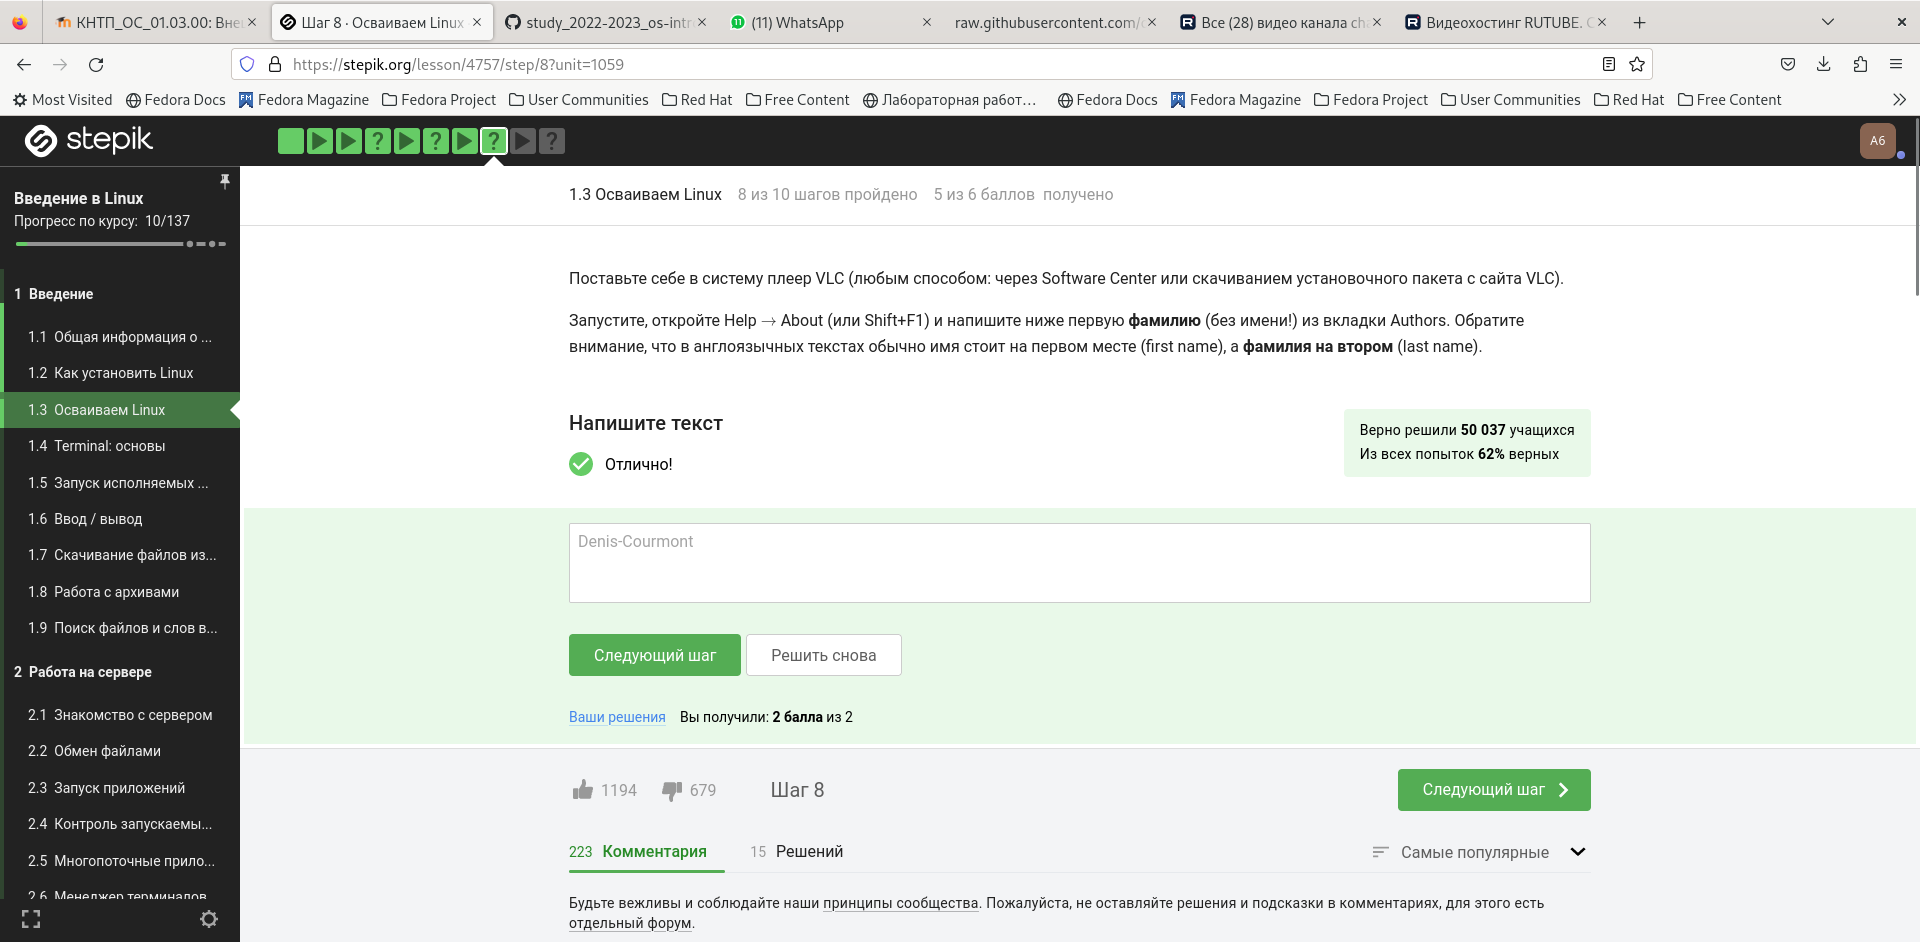 КНТП_ОС_01.03.00: Вне
Шаг 8 · Осваиваем Linux
study_2022-2023_os-intr
(11) WhatsApp
raw.githubusercontent.com/
Все (28) видео канала
Видеохостинг RUTUBE.
https://stepik.org/lesson/4757/step/8?unit=1059
Most Visited Fedora Docs Fedora Magazine Fedora Project User Communities Red Hat Free Content Лабораторная работ… Fedora Docs Fedora Magazine Fedora Project User Communities Red Hat Free Content
stepik
? ? ? ?
A6
Введение в Linux
Прогресс по курсу: 10/137
1 Введение
1.1 Общая информация о ...
1.2 Как установить Linux
1.3 Осваиваем Linux
1.4 Terminal: основы
1.5 Запуск исполняемых ...
1.6 Ввод / вывод
1.7 Скачивание файлов из...
1.8 Работа с архивами
1.9 Поиск файлов и слов в...
2 Работа на сервере
2.1 Знакомство с сервером
2.2 Обмен файлами
2.3 Запуск приложений
2.4 Контроль запускаемы...
2.5 Многопоточные прило...
2.6 Менеджер терминалов
1.3 Осваиваем Linux 8 из 10 шагов пройдено 5 из 6 баллов получено
Поставьте себе в систему плеер VLC (любым способом: через Software Center или скачиванием установочного пакета с сайта VLC).
Запустите, откройте Help → About (или Shift+F1) и напишите ниже первую фамилию (без имени!) из вкладки Authors. Обратите
внимание, что в англоязычных текстах обычно имя стоит на первом месте (first name), а фамилия на втором (last name).
Напишите текст
Отлично!
Верно решили 50 037 учащихся
Из всех попыток 62% верных
Denis-Courmont
Следующий шаг
Решить снова
Ваши решения Вы получили: 2 балла из 2
1194 679 Шаг 8
Следующий шаг
223 Комментария 15 Решений
Самые популярные
Будьте вежливы и соблюдайте наши принципы сообщества. Пожалуйста, не оставляйте решения и подсказки в комментариях, для этого есть
отдельный форум.